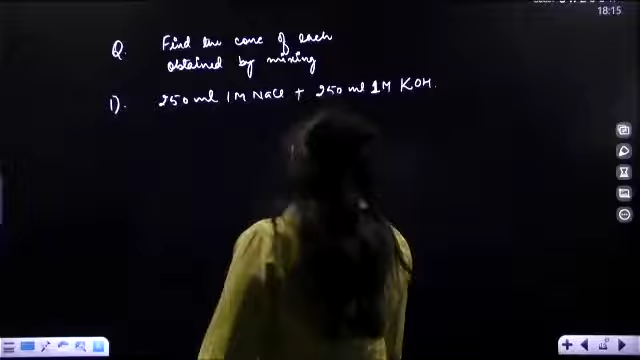 18:15
Q. Find the conc of each
obtained by mixing
1). 250 ml 1M NaCl + 250 ml 1M KOH.